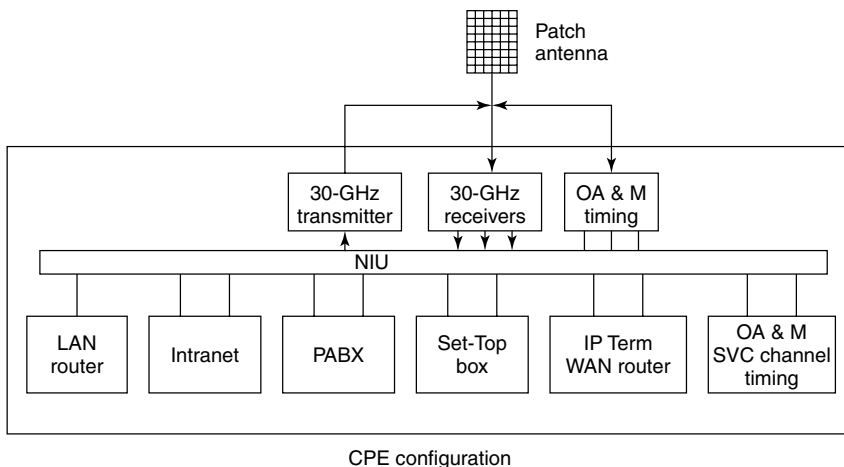 Patch
antenna
30-GHz
transmitter
30-GHz
receivers
OA & M
timing
NIU
LAN
router
Intranet
PABX
Set-Top
box
IP Term
WAN router
OA & M
SVC channel
timing
CPE configuration